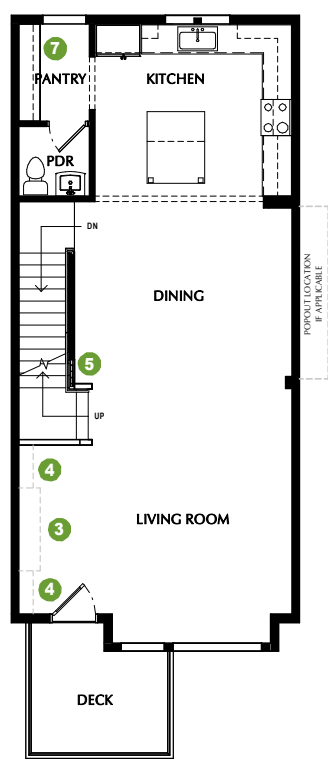 7
PANTRY
KITCHEN
PDR
DN
POPOUT LOCATION
IF APPLICABLE
DINING
5
UP
4
3
LIVING ROOM
4
DECK